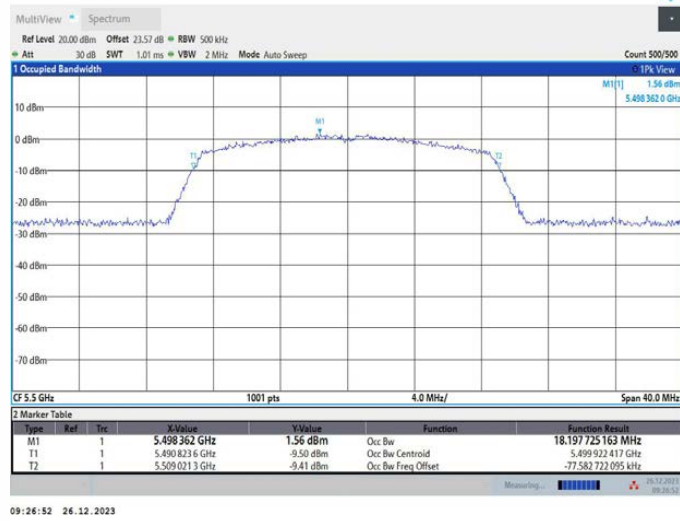 MultiView Spectrum
Ref Level 20.00 dBm Offset 23.57 dB RBW 500 kHz
Att 30 dB SWT 1.01 ms VBW 2 MHz Mode Auto Sweep Count 500/500
1 Occupied Bandwidth 1Pk View
M1[1] 1.56 dBm
5.498 362 0 GHz
10 dBm
M1
0 dBm
T1 T2
-10 dBm
-20 dBm
-30 dBm
-40 dBm
-50 dBm
-60 dBm
-70 dBm
CF 5.5 GHz 1001 pts 4.0 MHz/ Span 40.0 MHz
2 Marker Table
Type Ref Trc X-Value Y-Value Function Function Result
M1 1 5.498 362 GHz 1.56 dBm Occ Bw 18.197 725 163 MHz
T1 1 5.490 823 6 GHz -9.50 dBm Occ Bw Centroid 5.499 922 417 GHz
T2 1 5.509 021 3 GHz -9.41 dBm Occ Bw Freq Offset -77.582 722 095 kHz
Measuring... 26.12.2023
09:26:52
09:26:52 26.12.2023